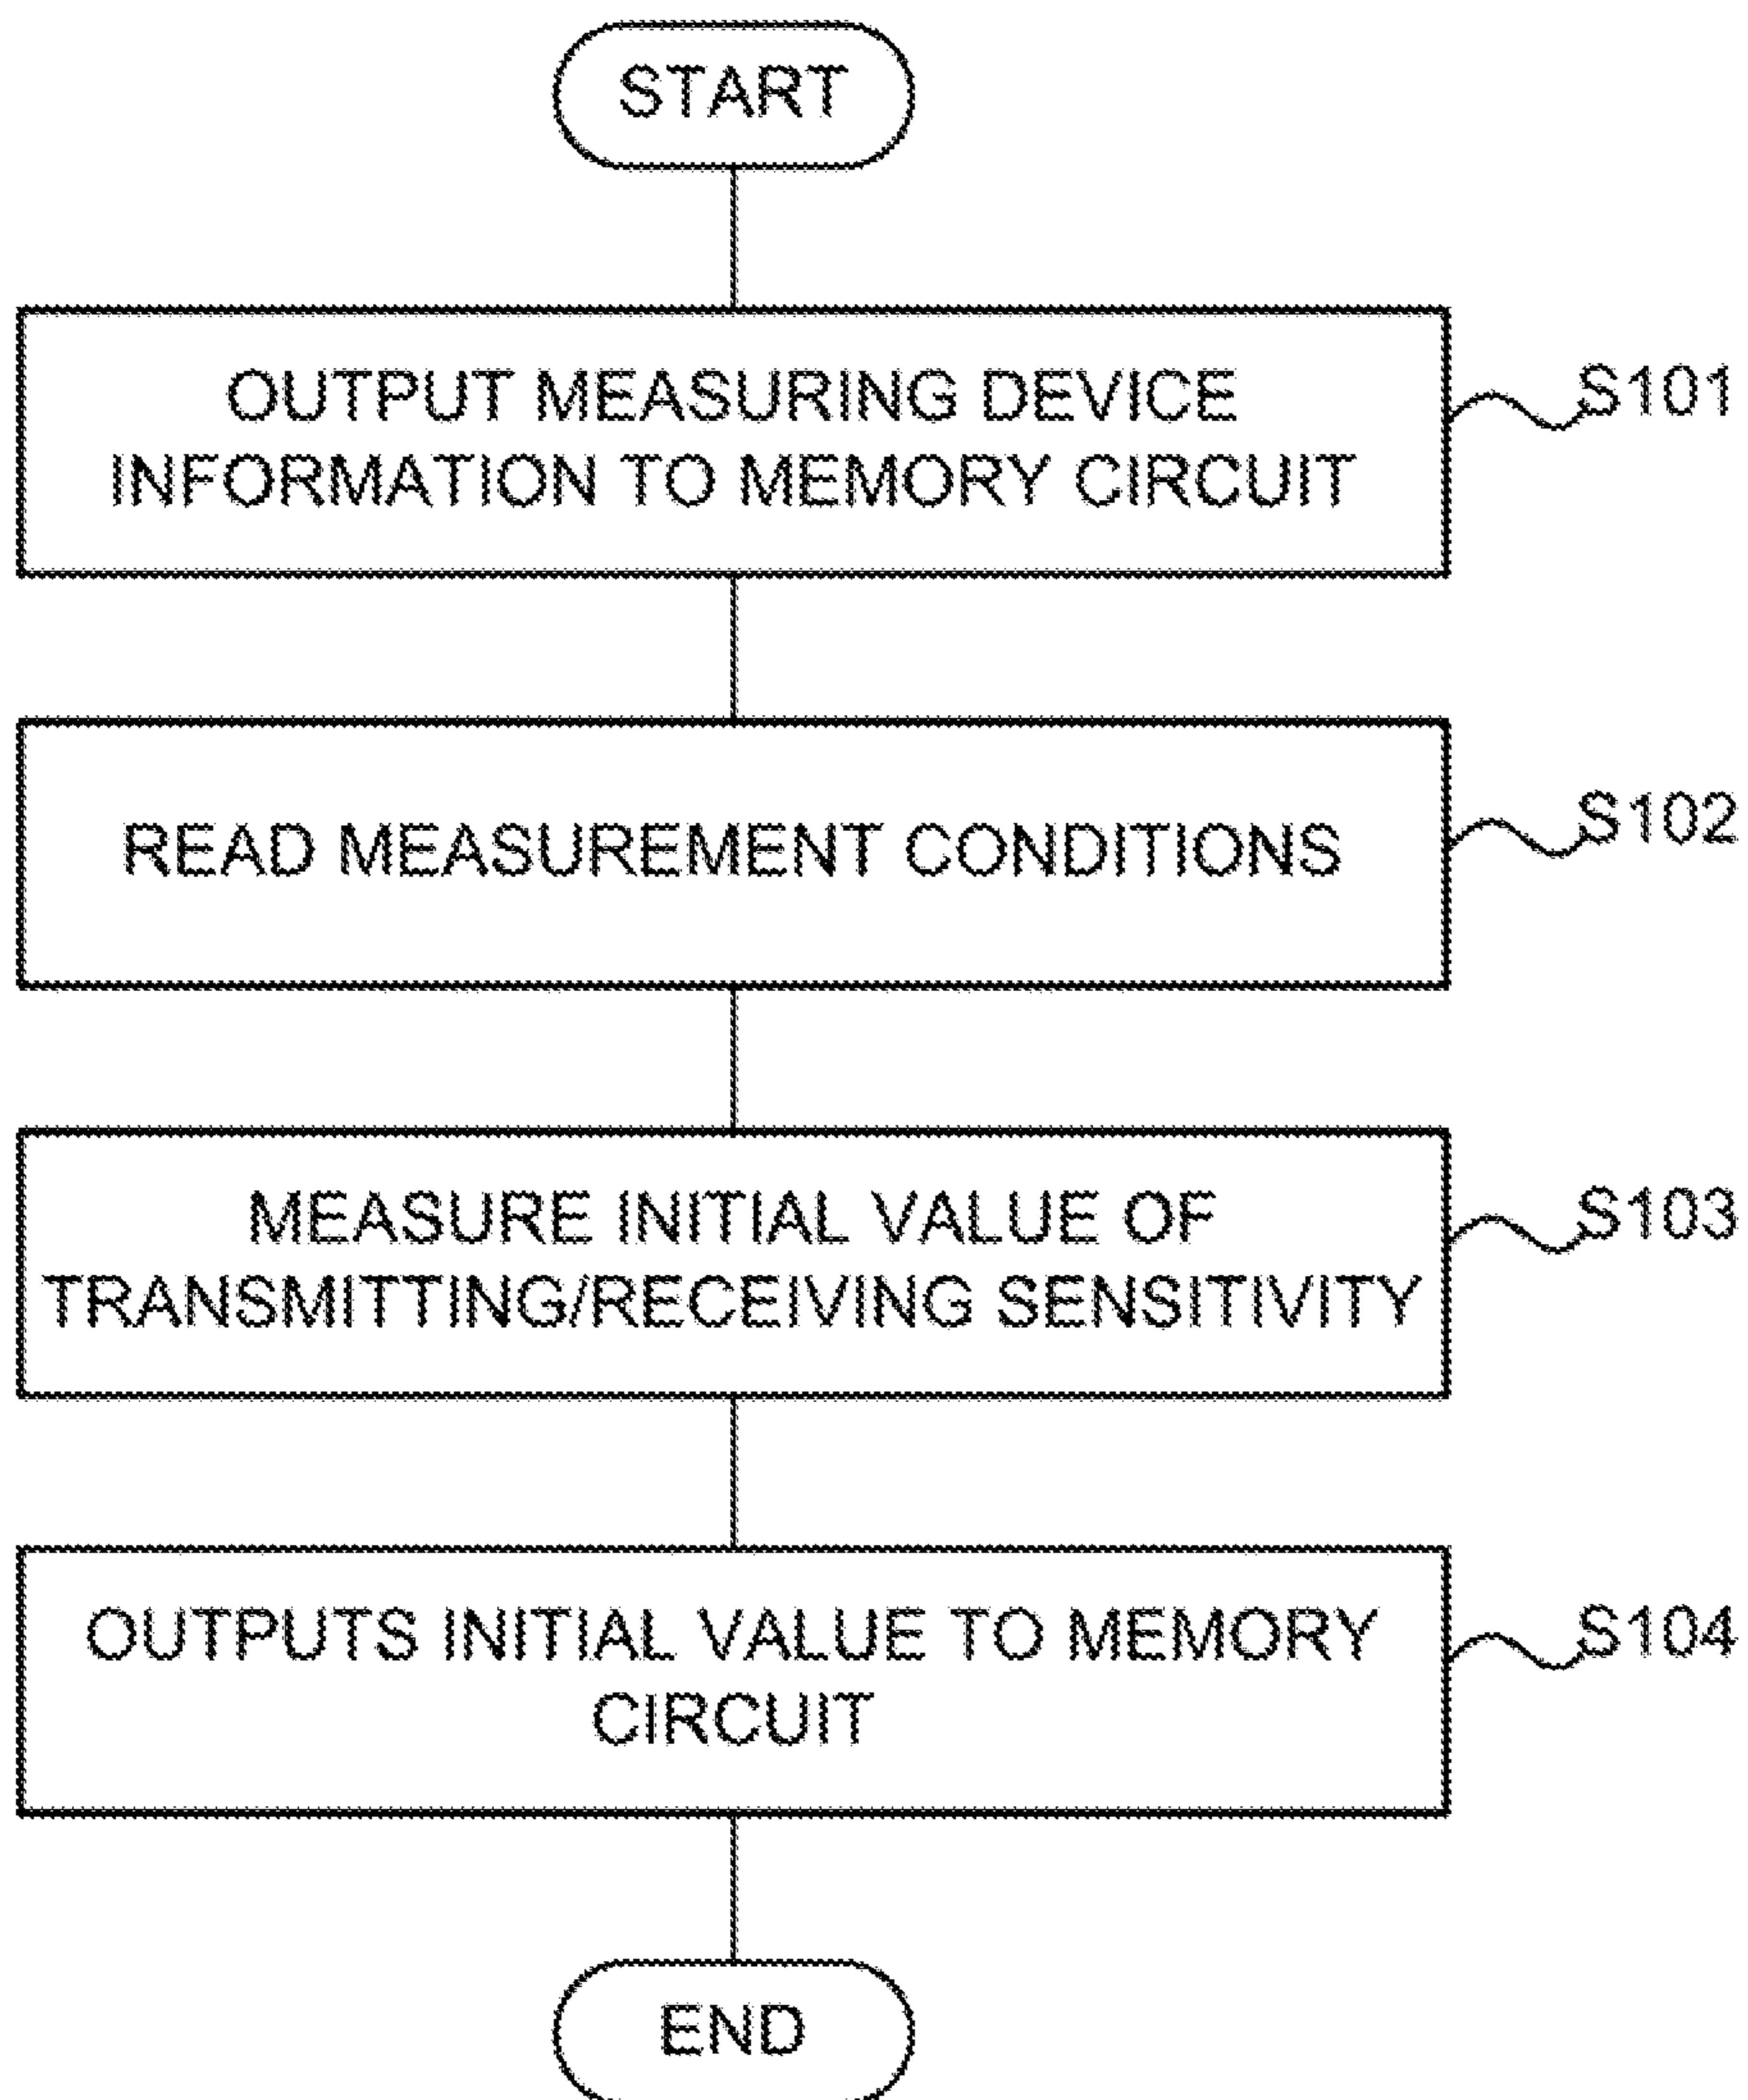 START
OUTPUT MEASURING DEVICE
INFORMATION TO MEMORY CIRCUIT
S101
READ MEASUREMENT CONDITIONS
S102
MEASURE INITIAL VALUE OF
TRANSMITTING/RECEIVING SENSITIVITY
S103
OUTPUTS INITIAL VALUE TO MEMORY
CIRCUIT
S104
END